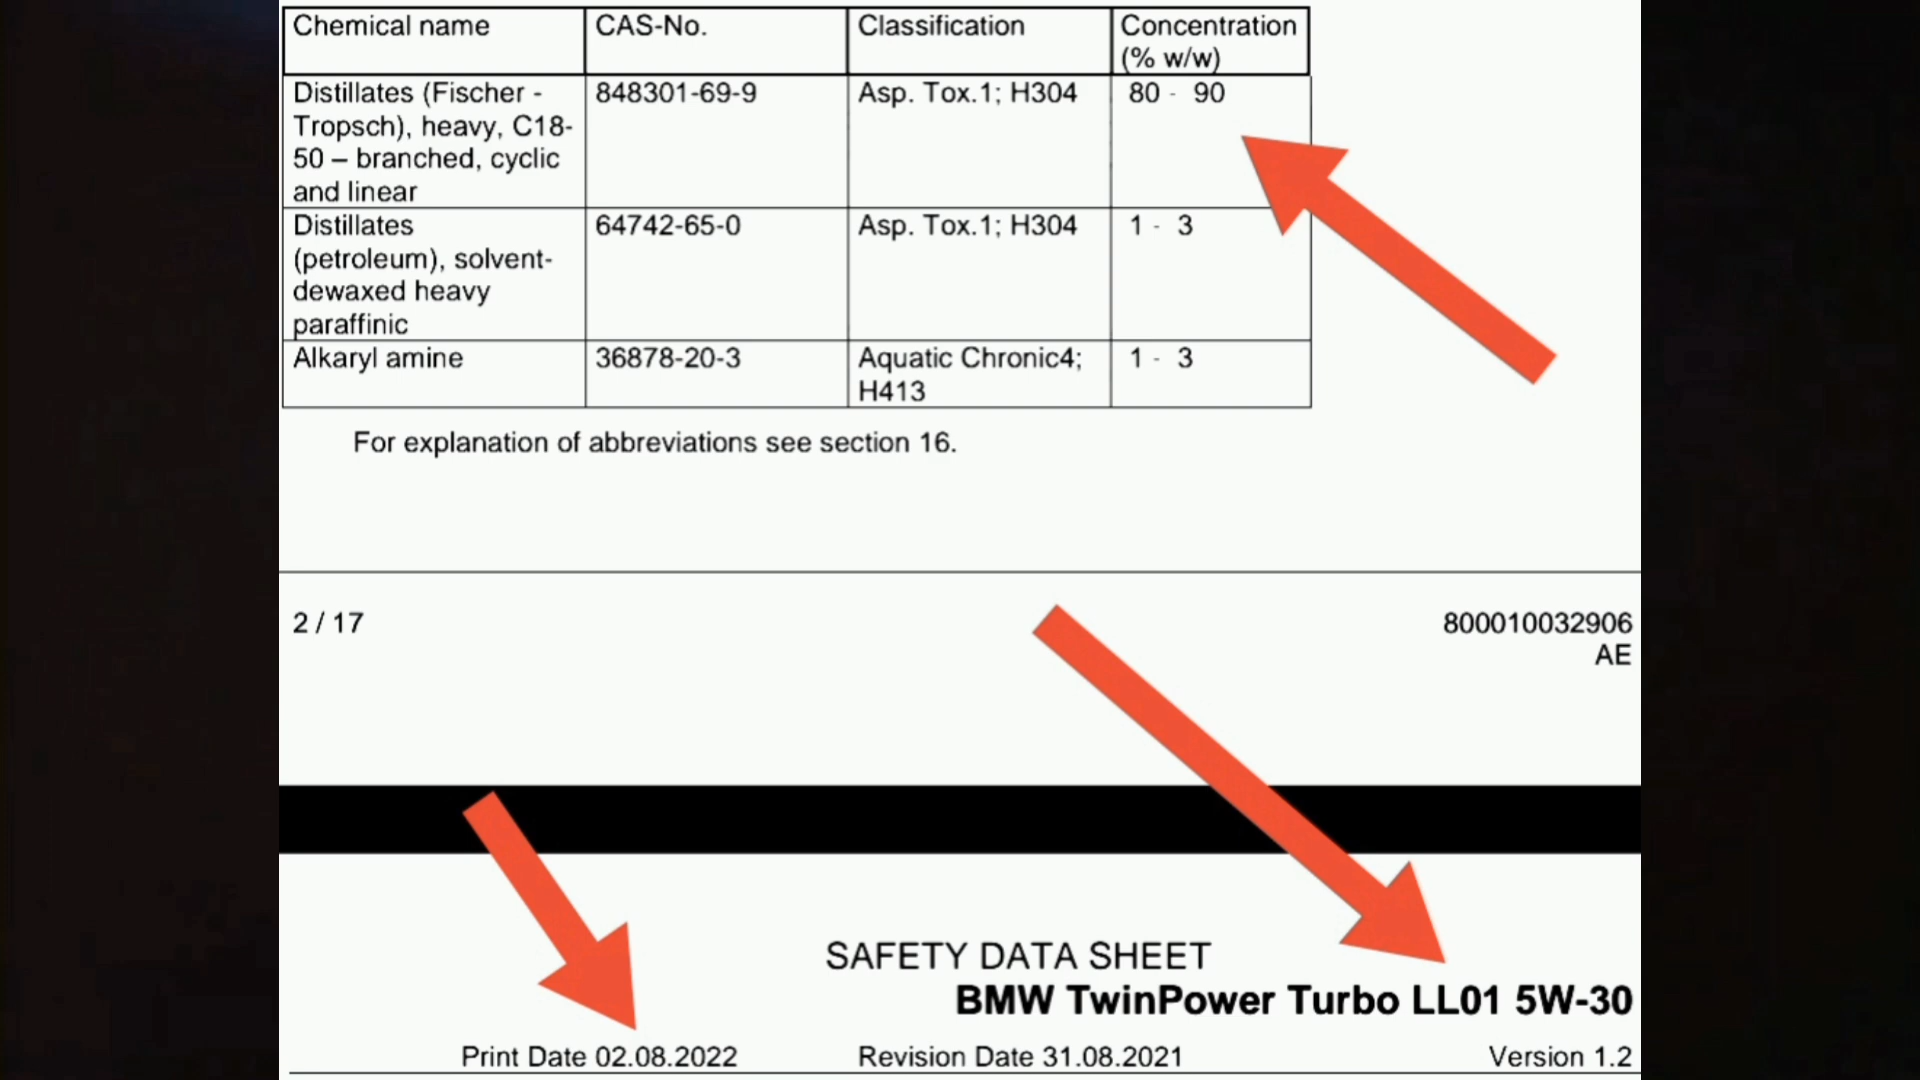 Chemical name CAS-No. Classification Concentration
(% w/w)
Distillates (Fischer - 848301-69-9 Asp. Tox.1; H304 80 - 90
Tropsch), heavy, C18-
50 – branched, cyclic
and linear
Distillates 64742-65-0 Asp. Tox.1; H304 1 - 3
(petroleum), solvent-
dewaxed heavy
paraffinic
Alkaryl amine 36878-20-3 Aquatic Chronic4; 1 - 3
H413
For explanation of abbreviations see section 16.
2 / 17 800010032906
AE
SAFETY DATA SHEET
BMW TwinPower Turbo LL01 5W-30
Print Date 02.08.2022 Revision Date 31.08.2021 Version 1.2